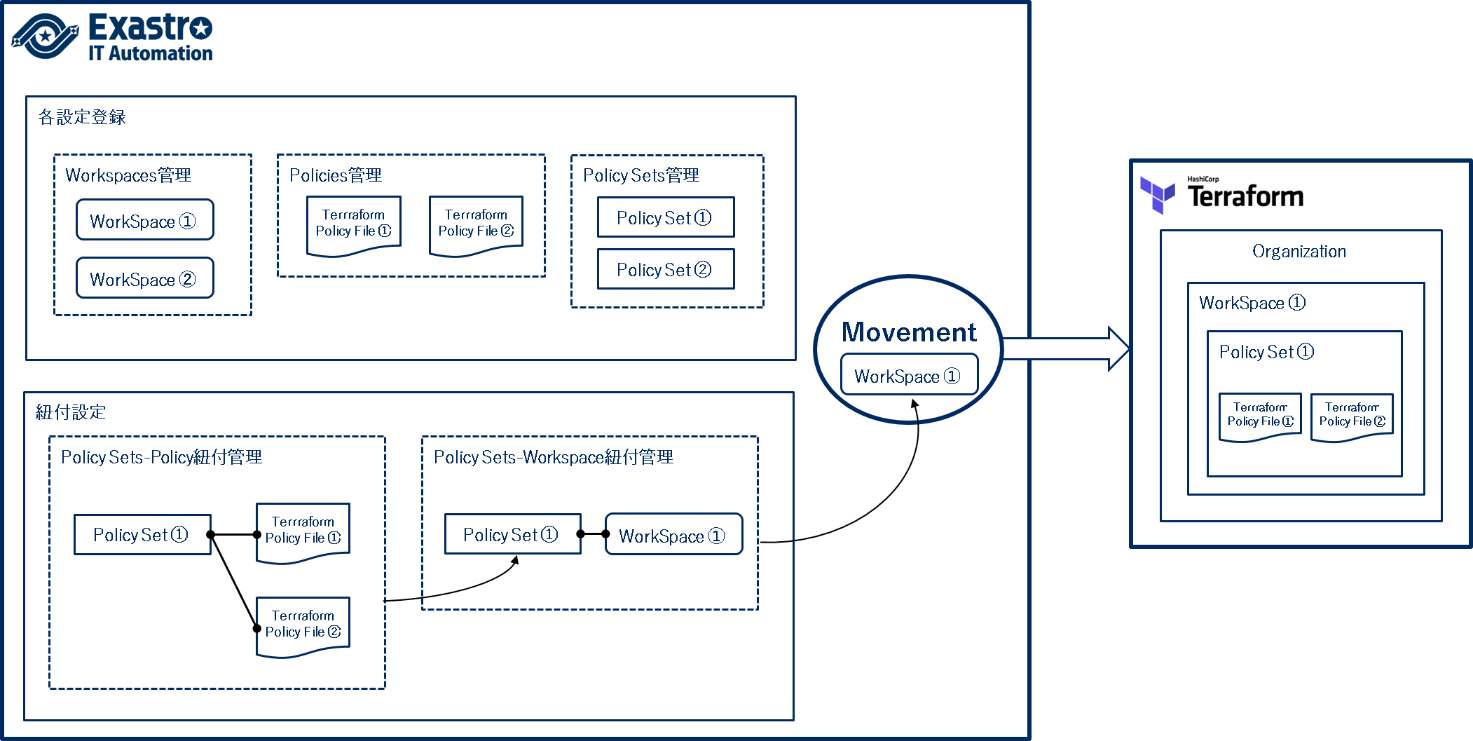 Exastro
IT Automation
各設定登録
Workspaces管理
WorkSpace ①
WorkSpace ②
Policies管理
Terrraform
Policy File ①
Terrraform
Policy File ②
Policy Sets管理
Policy Set ①
Policy Set ②
紐付設定
Policy Sets-Policy紐付管理
Policy Set ①
Terrraform
Policy File ①
Terrraform
Policy File ②
Policy Sets-Workspace紐付管理
Policy Set ①
WorkSpace ①
Movement
WorkSpace ①
HashiCorp
Terraform
Organization
WorkSpace ①
Policy Set ①
Terrraform
Policy File ①
Terrraform
Policy File ②